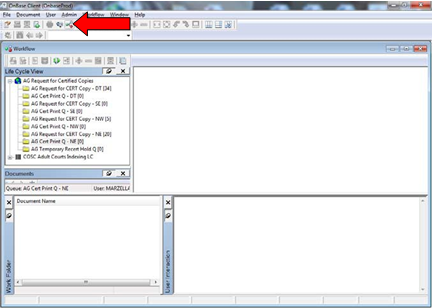 OnBase Client (OnbaseProd)
File Document User Admin Workflow Window Help
Workflow
Life Cycle View
AG Request for Certified Copies
AG Request for CERT Copy - DT [34]
AG Cert Print Q - DT [0]
AG Request for CERT Copy - SE [0]
AG Cert Print Q - SE [0]
AG Request for CERT Copy - NW [5]
AG Cert Print Q - NW [0]
AG Request for CERT Copy - NE [20]
AG Cert Print Q - NE [0]
AG Temporary Recert Hold Q [0]
COSC Adult Courts Indexing LC
Documents
Queue: AG Cert Print Q - NE User: MARZELLA
Document Name
Work Folder
User Interaction